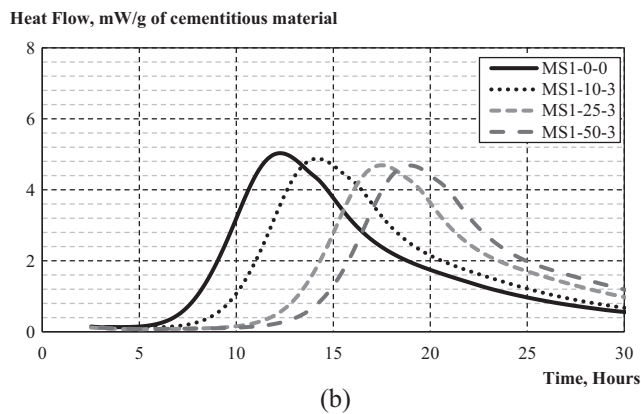 Heat Flow, mW/g of cementitious material
8
6
4
2
0
MS1-0-0
MS1-10-3
MS1-25-3
MS1-50-3
0 5 10 15 20 25 30
Time, Hours
(b)